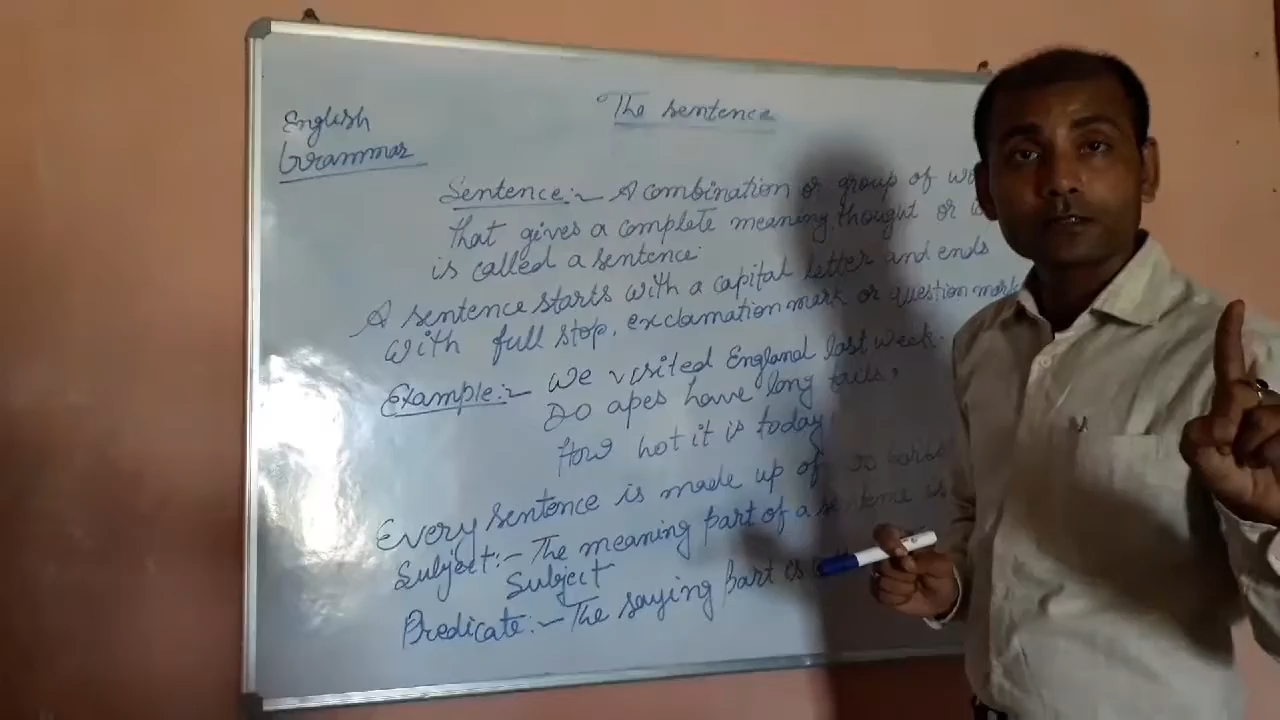 The sentence
English
Grammar
Sentence:- A combination or group of
that gives a complete meaning, thought or
is called a sentence.
A sentence starts with a capital letter and ends
with full stop, exclamation mark or question mark
Example:- We visited England last week.
Do apes have long tails.
How hot it is today
Every sentence is made up of
Subject:- The meaning part of a sentence is
Subject
Predicate:- The saying part is